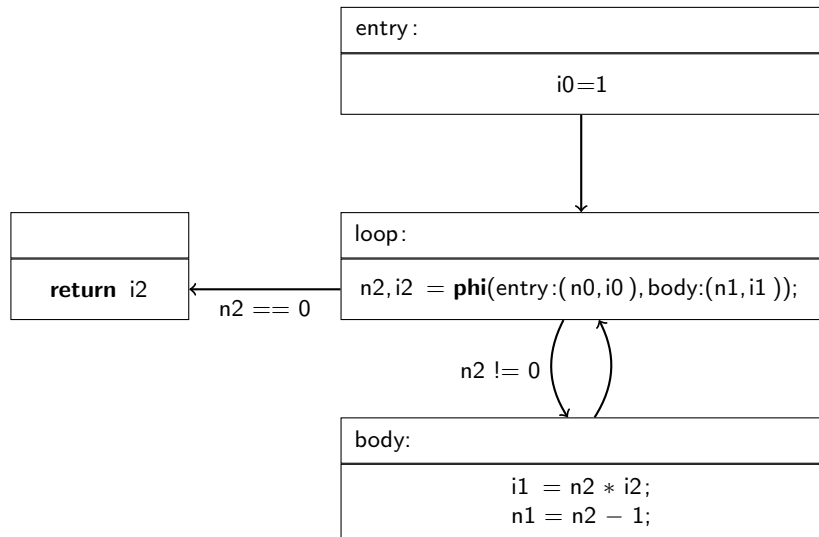 entry:
i0=1
loop:
n2,i2 = phi(entry:(n0,i0),body:(n1,i1));
return i2
n2 == 0
n2 != 0
body:
i1 = n2 * i2;
n1 = n2 − 1;